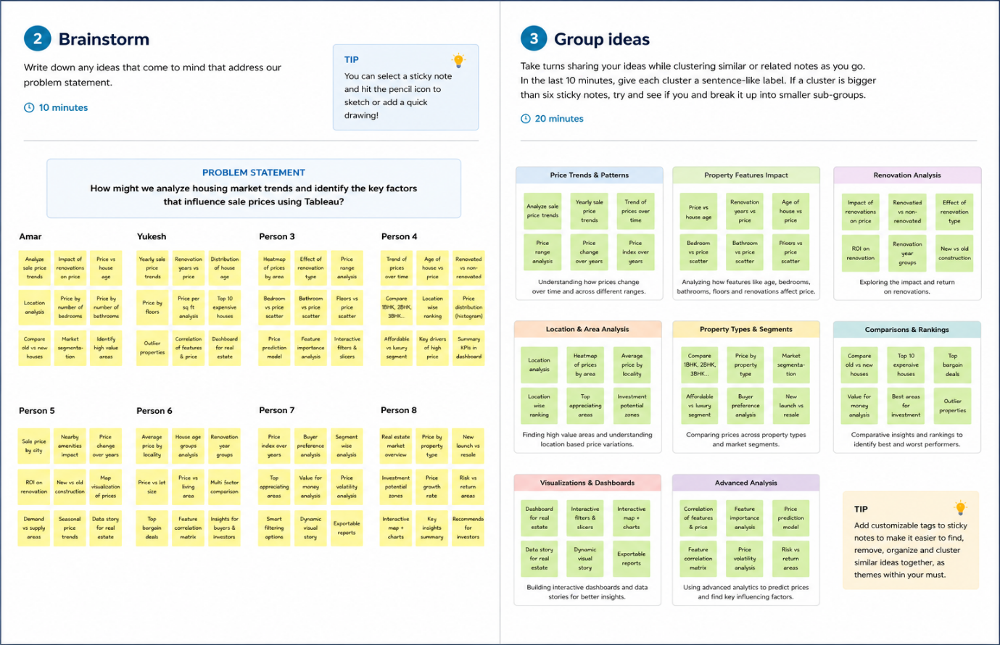 2 Brainstorm
Write down any ideas that come to mind that address our
problem statement.
10 minutes
TIP
You can select a sticky note
and hit the pencil icon to
sketch or add a quick
drawing!
PROBLEM STATEMENT
How might we analyze housing market trends and identify the key factors
that influence sale prices using Tableau?
Amar
Analyze
sale price
trends
Impact of
renovations
on price
Price vs
house
age
Location
analysis
Price by
number of
bedrooms
Price by
number of
bathrooms
Compare
old vs new
houses
Market
segmenta-
tion
Identify
high value
areas
Yukesh
Yearly sale
price
trends
Renovation
years vs
price
Distribution
of house
age
Price by
floors
Price per
sq ft
analysis
Top 10
expensive
houses
Outlier
properties
Correlation
of features
& price
Dashboard
for real
estate
Person 3
Heatmap
of prices
by area
Effect of
renovation
type
Price
range
analysis
Bedroom
vs price
scatter
Bathroom
vs price
scatter
Floors vs
price
scatter
Price
prediction
model
Feature
importance
analysis
Interactive
filters &
slicers
Person 4
Trend of
prices
over time
Age of
house vs
price
Renovated
vs non-
renovated
Compare
1BHK, 2BHK,
3BHK...
Location
wise
ranking
Price
distribution
(histogram)
Affordable
vs luxury
segment
Key drivers
of high
price
Summary
KPIs in
dashboard
Person 5
Sale price
by city
Nearby
amenities
impact
Price
change
over years
ROI on
renovation
New vs old
construction
Map
visualization
of prices
Demand
vs supply
areas
Seasonal
price
trends
Data story
for real
estate
Person 6
Average
price by
locality
House age
groups
analysis
Renovation
year
groups
Price vs lot
size
Price vs
living
area
Multi factor
comparison
Top
bargain
deals
Feature
correlation
matrix
Insights for
buyers &
investors
Person 7
Price
index over
years
Buyer
preference
analysis
Segment
wise
analysis
Top
appreciating
areas
Value for
money
analysis
Price
volatility
analysis
Smart
filtering
options
Dynamic
visual
story
Exportable
reports
Person 8
Real estate
market
overview
Price by
property
type
New
launch vs
resale
Investment
potential
zones
Price
growth
rate
Risk vs
return
areas
Interactive
map +
charts
Key
insights
summary
Recommenda
for
investors
3 Group ideas
Take turns sharing your ideas while clustering similar or related notes as you go.
In the last 10 minutes, give each cluster a sentence-like label. If a cluster is bigger
than six sticky notes, try and see if you and break it up into smaller sub-groups.
20 minutes
Price Trends & Patterns
Analyze sale
price trends
Yearly sale
price
trends
Trend of
prices over
time
Price
range
analysis
Price
change
over years
Price
index over
years
Understanding how prices change
over time and across different ranges.
Property Features Impact
Price vs
house age
Renovation
years vs
price
Age of
house vs
price
Bedroom
vs price
scatter
Bathroom
vs price
scatter
vs
price
scatter
Analyzing how features like age, bedrooms,
bathrooms, floors and renovations affect price.
Renovation Analysis
Impact of
renovations
on price
Renovatied
vs non-
renovated
Effect of
renovation
type
ROI on
renovation
Renovation
year
groups
New vs old
construction
Exploring the impact and return
on renovations.
Location & Area Analysis
Location
analysis
Heatmap
of prices
by area
Average
price by
locality
Location
wise
ranking
Top
appreciating
areas
Investment
potential
zones
Finding high value areas and understanding
location based price variations.
Property Types & Segments
Compare
1BHK, 2BHK,
3BHK...
Price by
property
type
Market
segmenta-
tion
Affordable
vs luxury
segment
Buyer
preference
analysis
New
launch vs
resale
Comparing prices across property types
and market segments.
Comparisons & Rankings
Compare
old vs new
houses
Top 10
expensive
houses
Top
bargain
deals
Value for
money
analysis
Best areas
for
investment
Outlier
properties
Comparative insights and rankings to
identify best and worst performers.
Visualizations & Dashboards
Dashboard
for real
estate
Interactive
filters &
slicers
Interactive
map +
charts
Data story
for real
estate
Dynamic
visual
story
Exportable
reports
Building interactive dashboards and data
stories for better insights.
Advanced Analysis
Correlation
of features
& price
Feature
importance
analysis
Price
prediction
model
Feature
correlation
matrix
Price
volatility
analysis
Risk vs
return
areas
Using advanced analytics to predict prices
and find key influencing factors.
TIP
Add customizable tags to sticky
notes to make it easier to find,
remove, organize and cluster
similar ideas together, as
themes within your must.